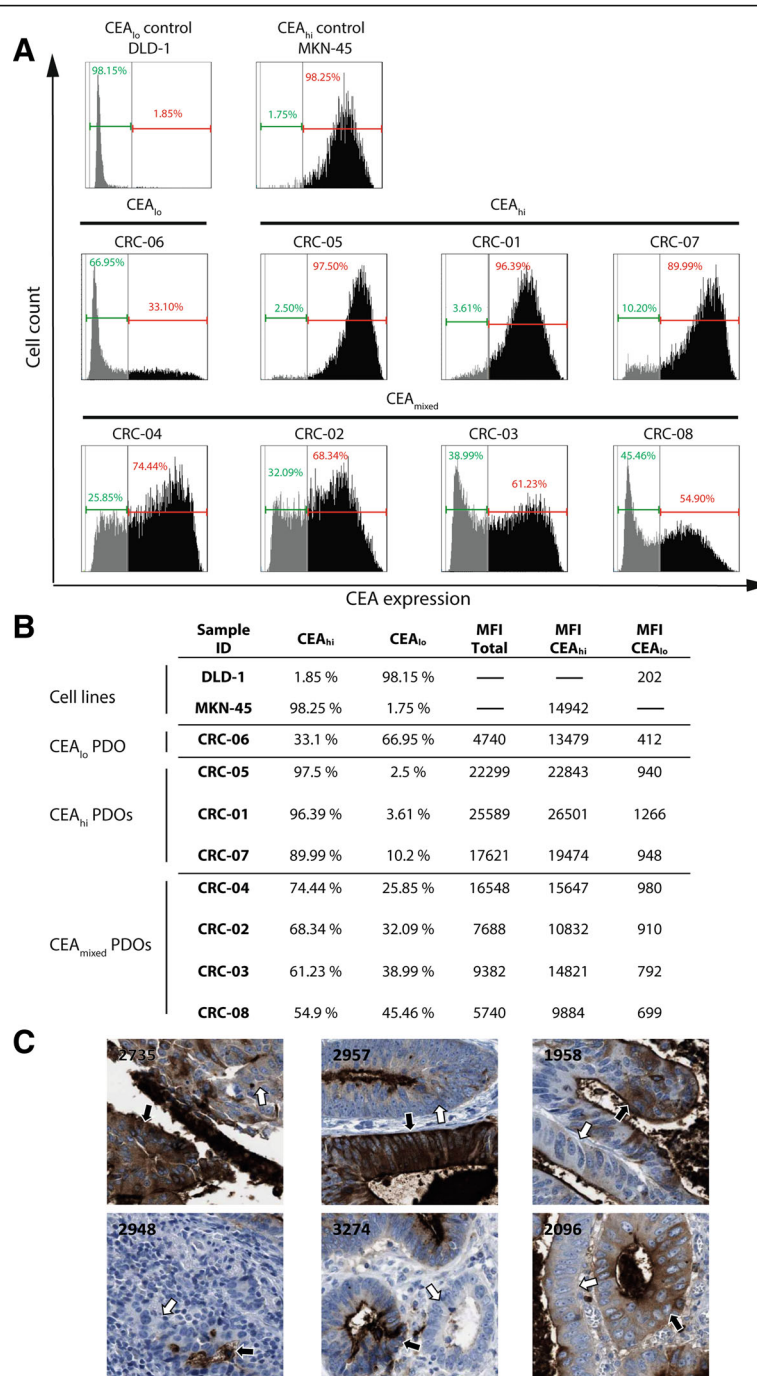 A
CEAlo control
DLD-1
CEAhi control
MKN-45
98.15%
1.85%
1.75%
98.25%
CEAlo
CEAhi
CRC-06
CRC-05
CRC-01
CRC-07
66.95%
33.10%
2.50%
97.50%
3.61%
96.39%
10.20%
89.99%
CEAmixed
CRC-04
CRC-02
CRC-03
CRC-08
25.85%
74.44%
32.09%
68.34%
38.99%
61.23%
45.46%
54.90%
Cell count
CEA expression
B
Sample ID CEAhi CEAlo MFI Total MFI CEAhi MFI CEAlo
Cell lines
DLD-1 1.85 % 98.15 % — — 202
MKN-45 98.25 % 1.75 % — 14942 —
CEAlo PDO
CRC-06 33.1 % 66.95 % 4740 13479 412
CEAhi PDOs
CRC-05 97.5 % 2.5 % 22299 22843 940
CRC-01 96.39 % 3.61 % 25589 26501 1266
CRC-07 89.99 % 10.2 % 17621 19474 948
CEAmixed PDOs
CRC-04 74.44 % 25.85 % 16548 15647 980
CRC-02 68.34 % 32.09 % 7688 10832 910
CRC-03 61.23 % 38.99 % 9382 14821 792
CRC-08 54.9 % 45.46 % 5740 9884 699
C
2735
2957
1958
2948
3274
2096